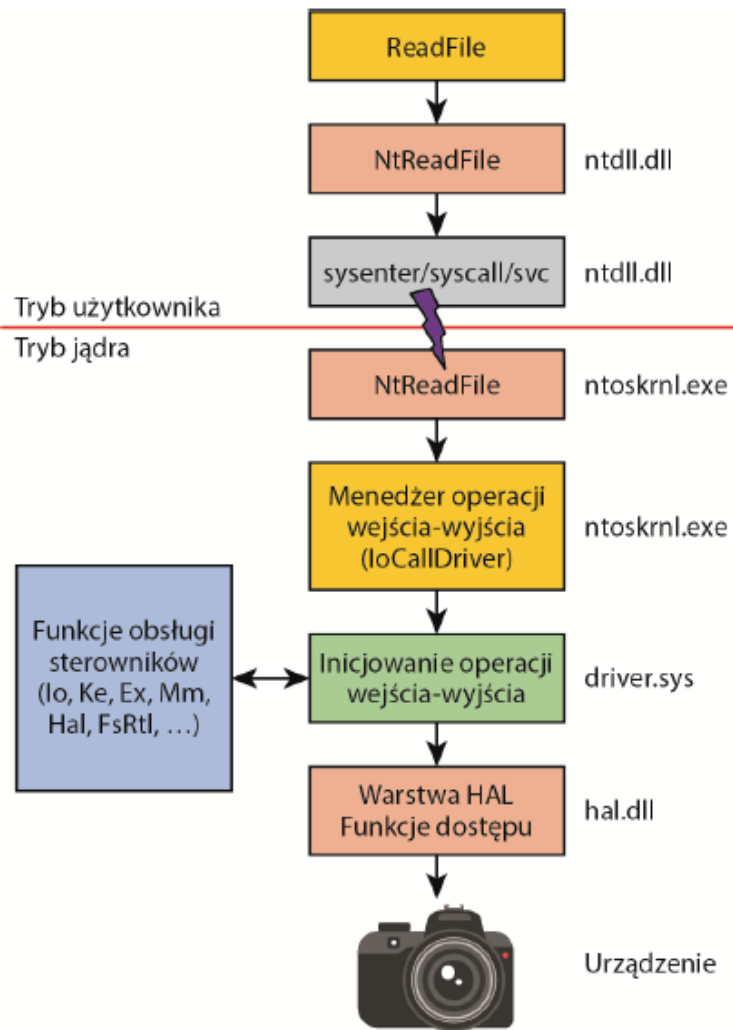 ReadFile
NtReadFile
ntdll.dll
sysenter/syscall/svc
ntdll.dll
Tryb użytkownika
Tryb jądra
NtReadFile
ntoskrnl.exe
Menedżer operacji
wejścia-wyjścia
(IoCallDriver)
ntoskrnl.exe
Funkcje obsługi
sterowników
(Io, Ke, Ex, Mm,
Hal, FsRtl, …)
Inicjowanie operacji
wejścia-wyjścia
driver.sys
Warstwa HAL
Funkcje dostępu
hal.dll
Urządzenie